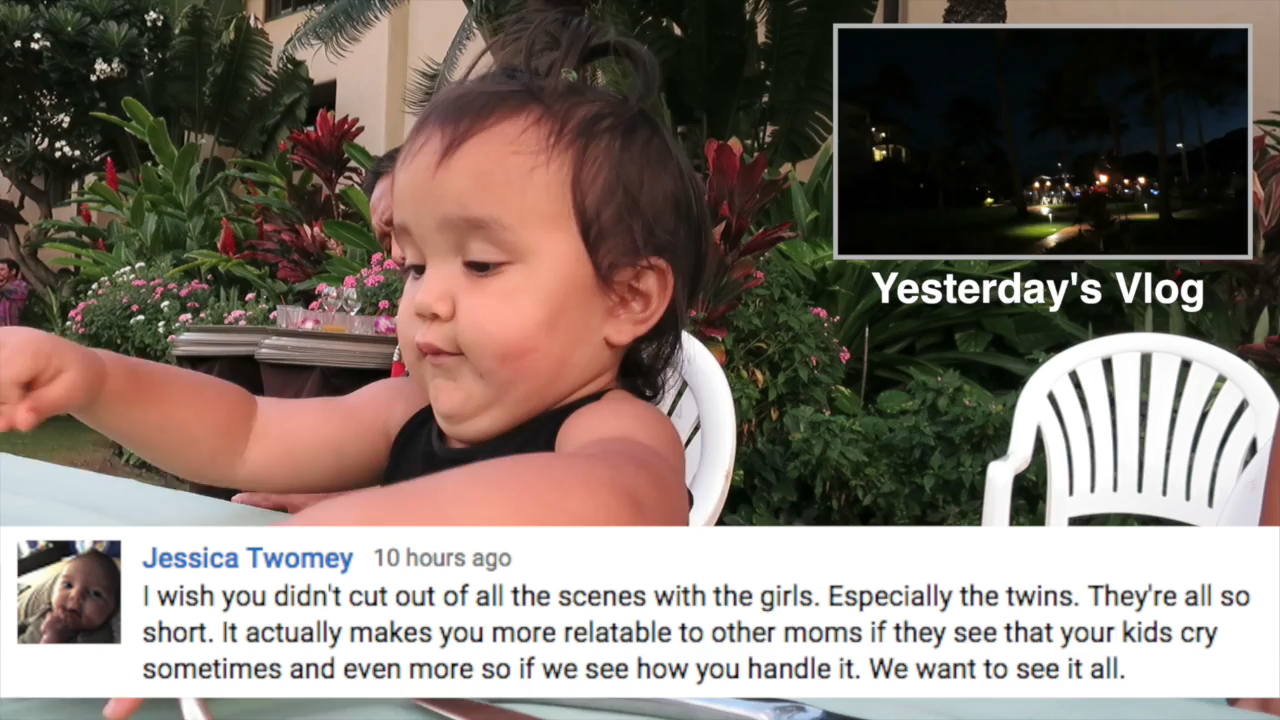 Yesterday's Vlog
Jessica Twomey 10 hours ago
I wish you didn't cut out of all the scenes with the girls. Especially the twins. They're all so
short. It actually makes you more relatable to other moms if they see that your kids cry
sometimes and even more so if we see how you handle it. We want to see it all.